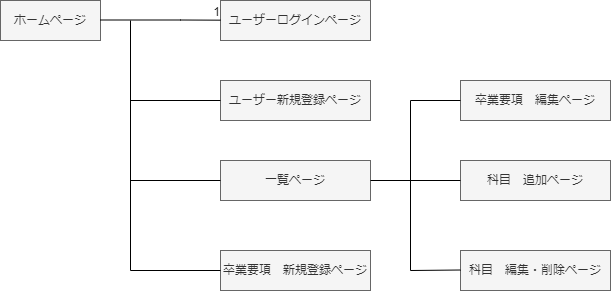 ホームページ
1
ユーザーログインページ
ユーザー新規登録ページ
卒業要項　編集ページ
一覧ページ
科目　追加ページ
卒業要項　新規登録ページ
科目　編集・削除ページ